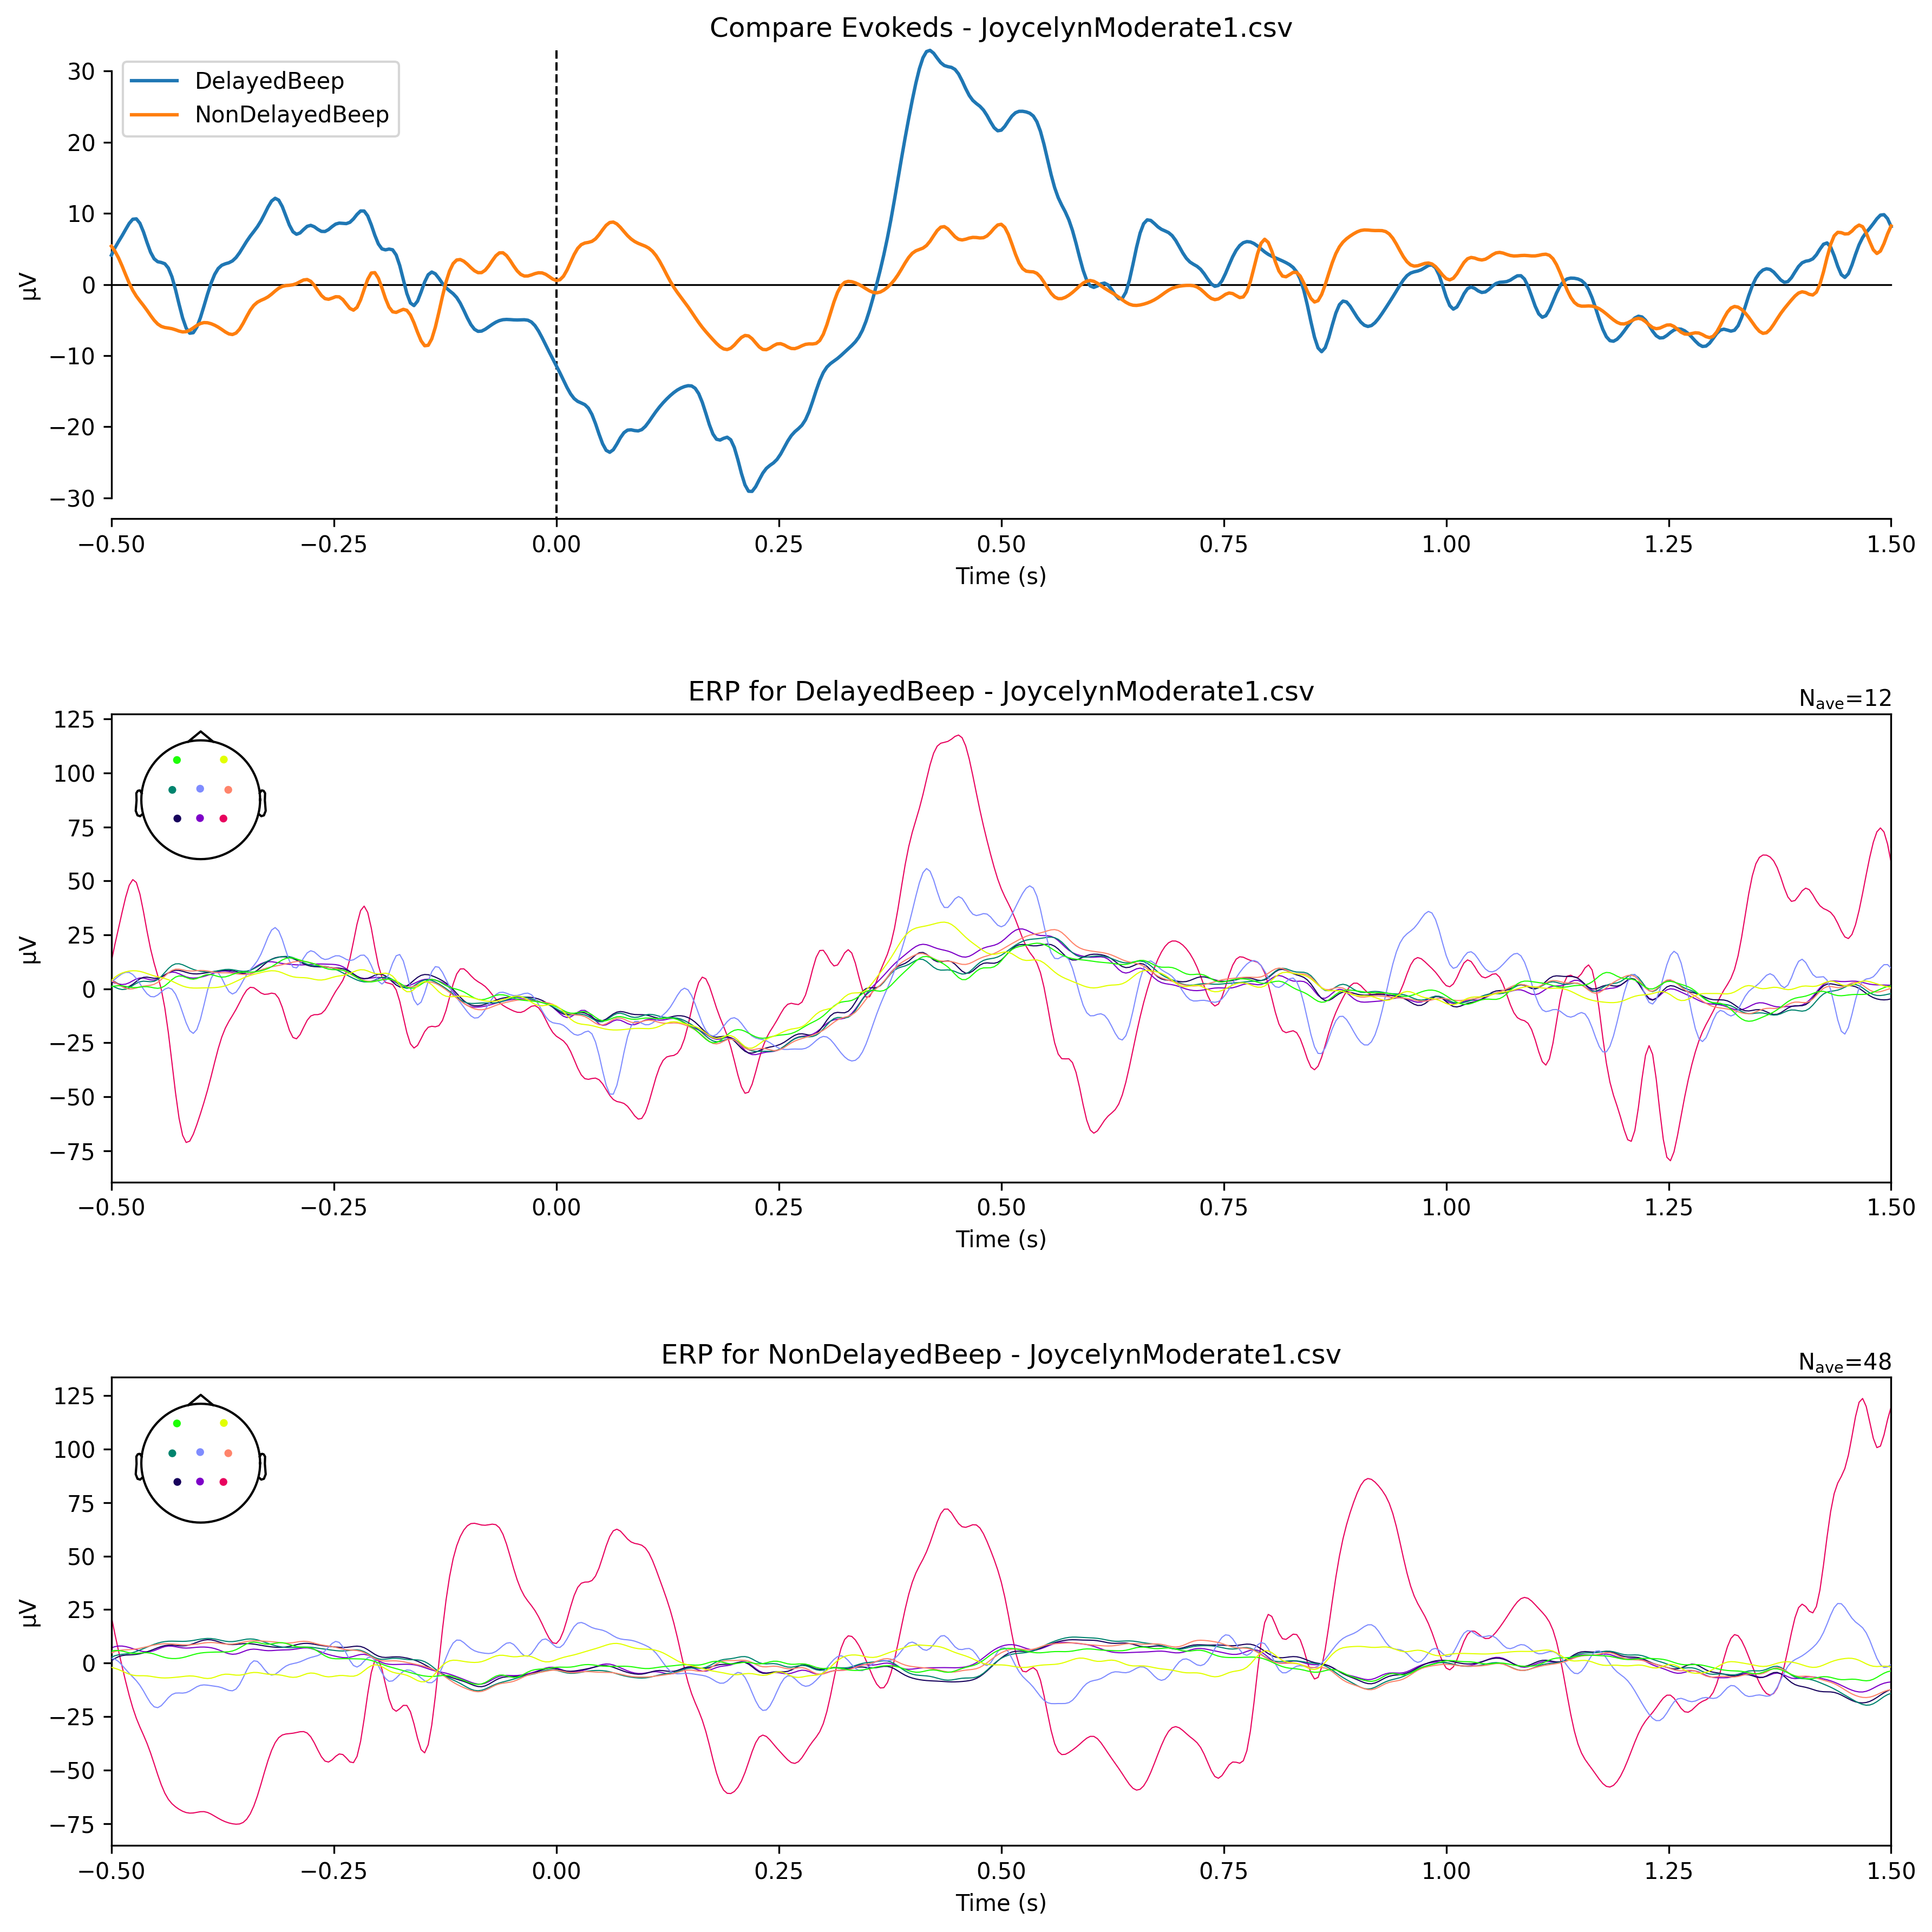 Compare Evokeds - JoycelynModerate1.csv
DelayedBeep
NonDelayedBeep
30
20
10
0
−10
−20
−30
µV
−0.50 −0.25 0.00 0.25 0.50 0.75 1.00 1.25 1.50
Time (s)
ERP for DelayedBeep - JoycelynModerate1.csv
Nave=12
125
100
75
50
25
0
−25
−50
−75
µV
−0.50 −0.25 0.00 0.25 0.50 0.75 1.00 1.25 1.50
Time (s)
ERP for NonDelayedBeep - JoycelynModerate1.csv
Nave=48
125
100
75
50
25
0
−25
−50
−75
µV
−0.50 −0.25 0.00 0.25 0.50 0.75 1.00 1.25 1.50
Time (s)